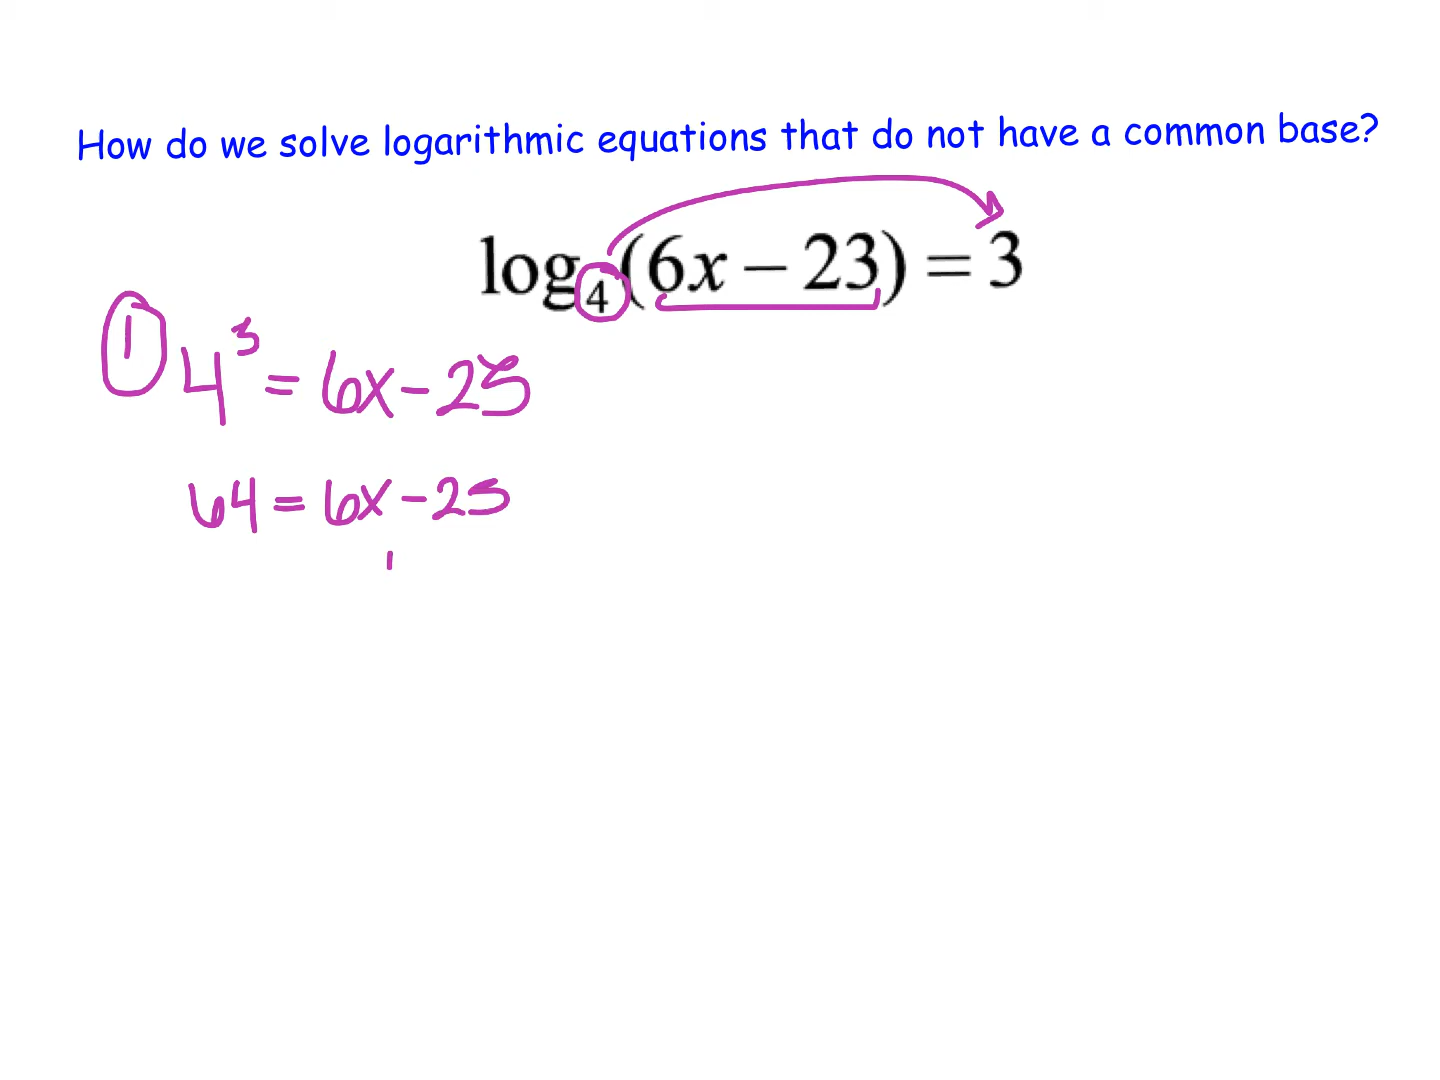 How do we solve logarithmic equations that do not have a common base?
log₄(6x − 23) = 3
1
4³ = 6x - 23
64 = 6x - 23